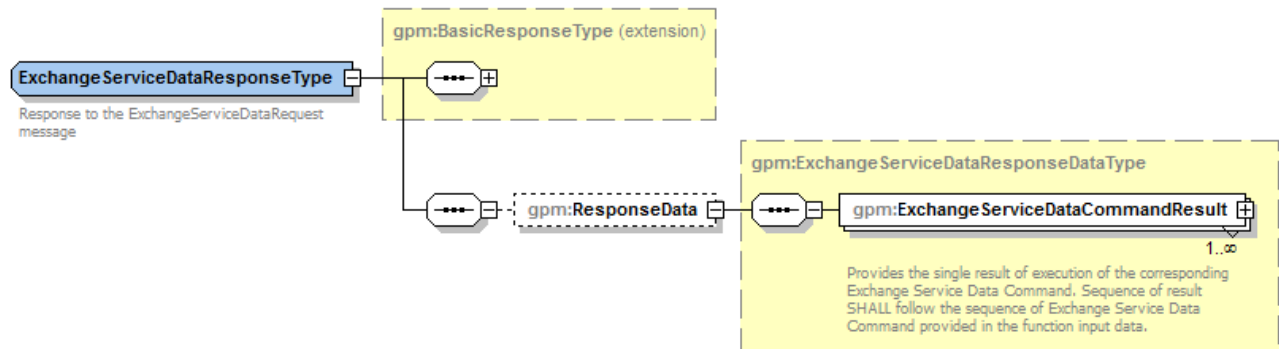 gpm:BasicResponseType (extension)
ExchangeServiceDataResponseType
Response to the ExchangeServiceDataRequest
message
gpm:ExchangeServiceDataResponseDataType
gpm:ResponseData
gpm:ExchangeServiceDataCommandResult
1..∞
Provides the single result of execution of the corresponding
Exchange Service Data Command. Sequence of result
SHALL follow the sequence of Exchange Service Data
Command provided in the function input data.